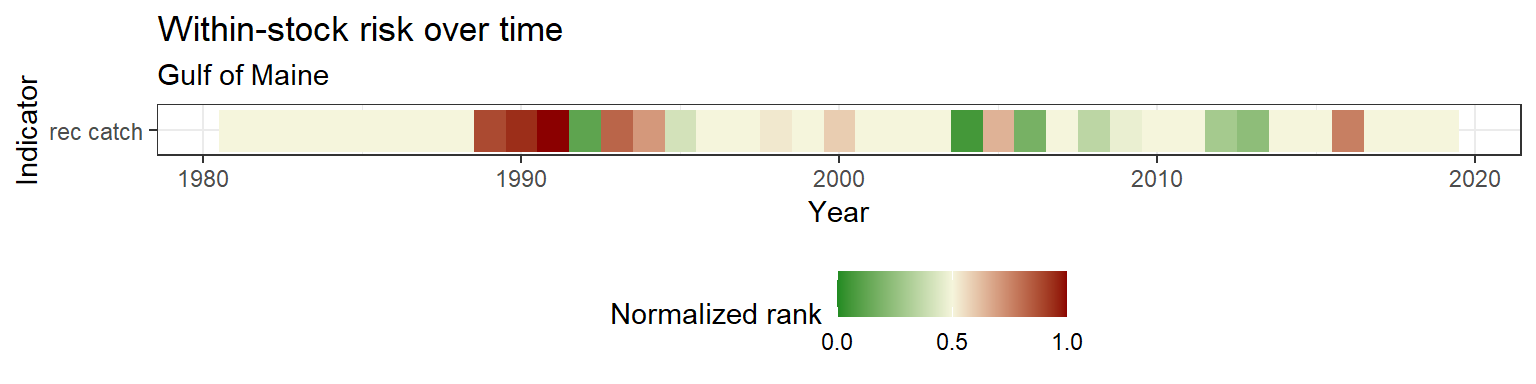 Within-stock risk over time
Gulf of Maine
Indicator
rec catch
1980 1990 2000 2010 2020
Year
Normalized rank
0.0 0.5 1.0